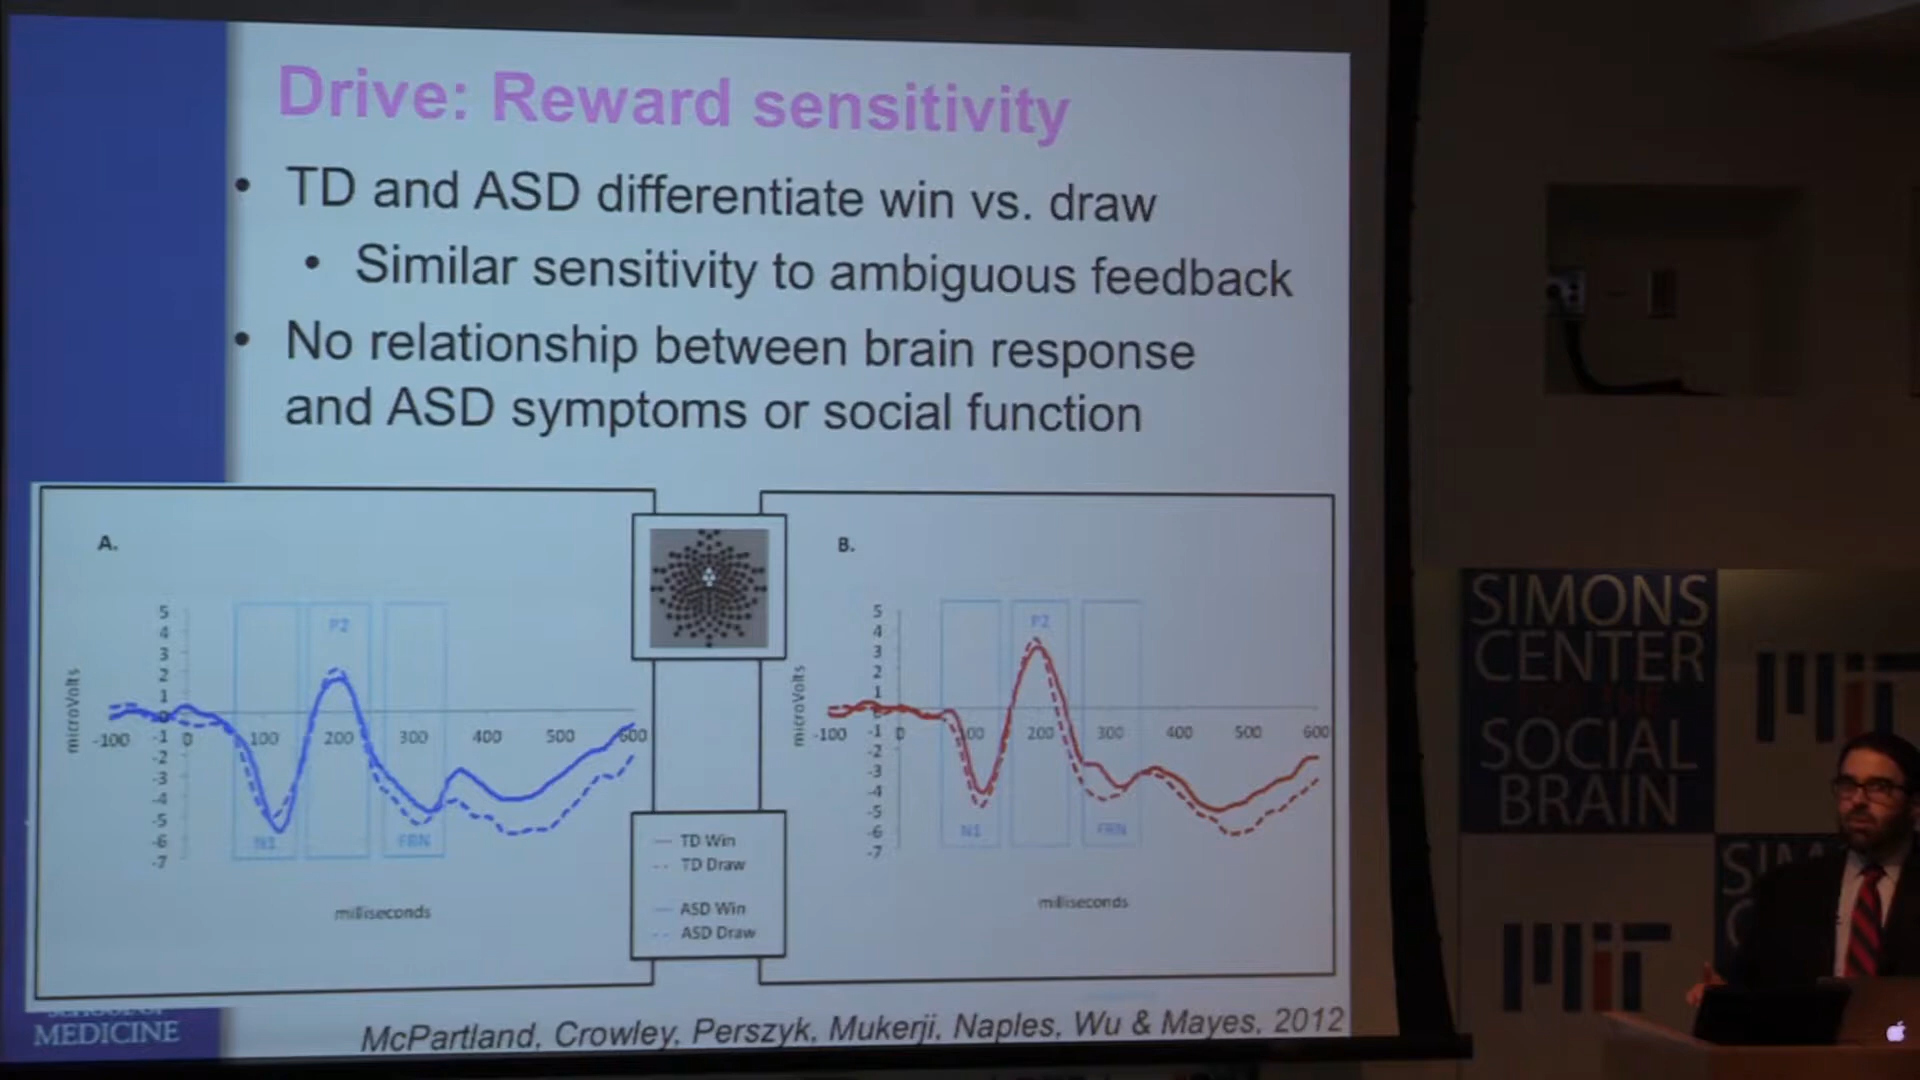 Drive: Reward sensitivity
• TD and ASD differentiate win vs. draw
• Similar sensitivity to ambiguous feedback
• No relationship between brain response
and ASD symptoms or social function
A.
5
4
3
2
1
0
-1
-2
-3
-4
-5
-6
-7
microVolts
-100 0 100 200 300 400 500 600
N1
P2
FRN
milliseconds
TD Win
TD Draw
ASD Win
ASD Draw
B.
5
4
3
2
1
-1
-2
-3
-4
-5
-6
-7
microVolts
-100 0 100 200 300 400 500 600
N1
P2
FRN
milliseconds
SCHOOL OF
MEDICINE
McPartland, Crowley, Perszyk, Mukerji, Naples, Wu & Mayes, 2012
SIMONS
CENTER
FOR THE
SOCIAL
BRAIN
MIT
MIT